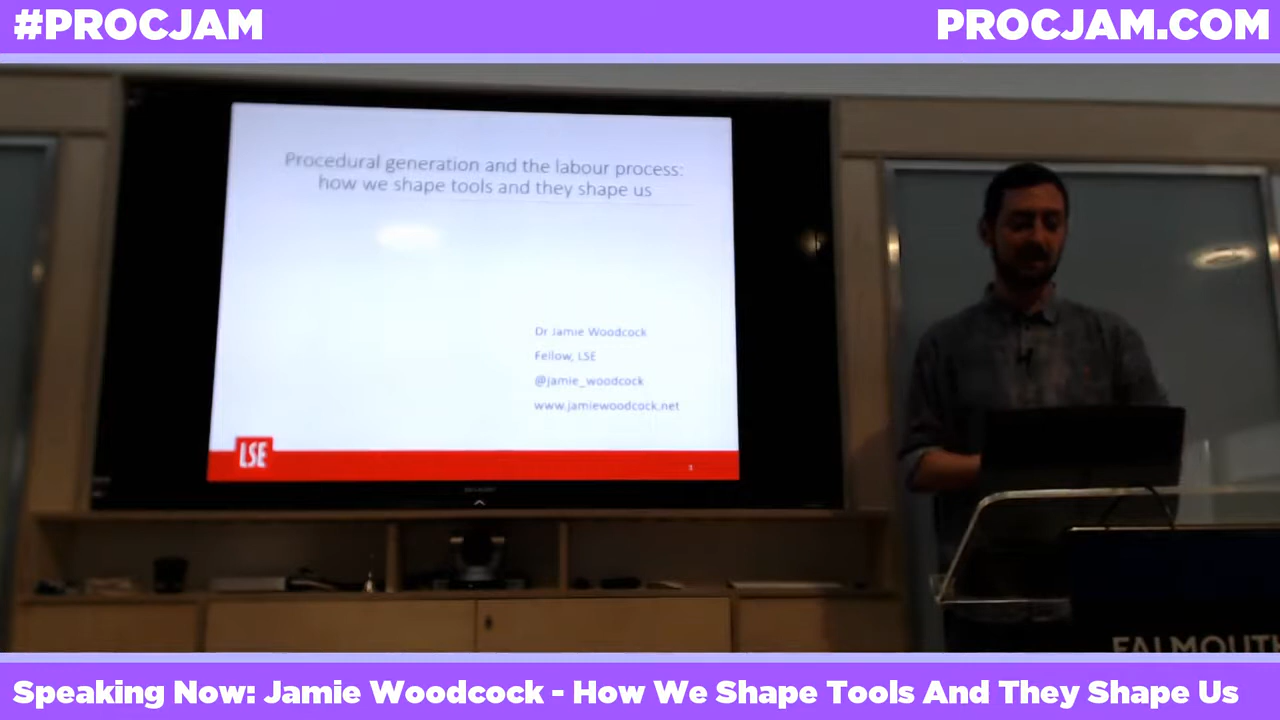 #PROCJAM
PROCJAM.COM
Procedural generation and the labour process:
how we shape tools and they shape us
Dr Jamie Woodcock
Fellow, LSE
@jamie_woodcock
www.jamiewoodcock.net
LSE
1
FALMOUTH
Speaking Now: Jamie Woodcock - How We Shape Tools And They Shape Us